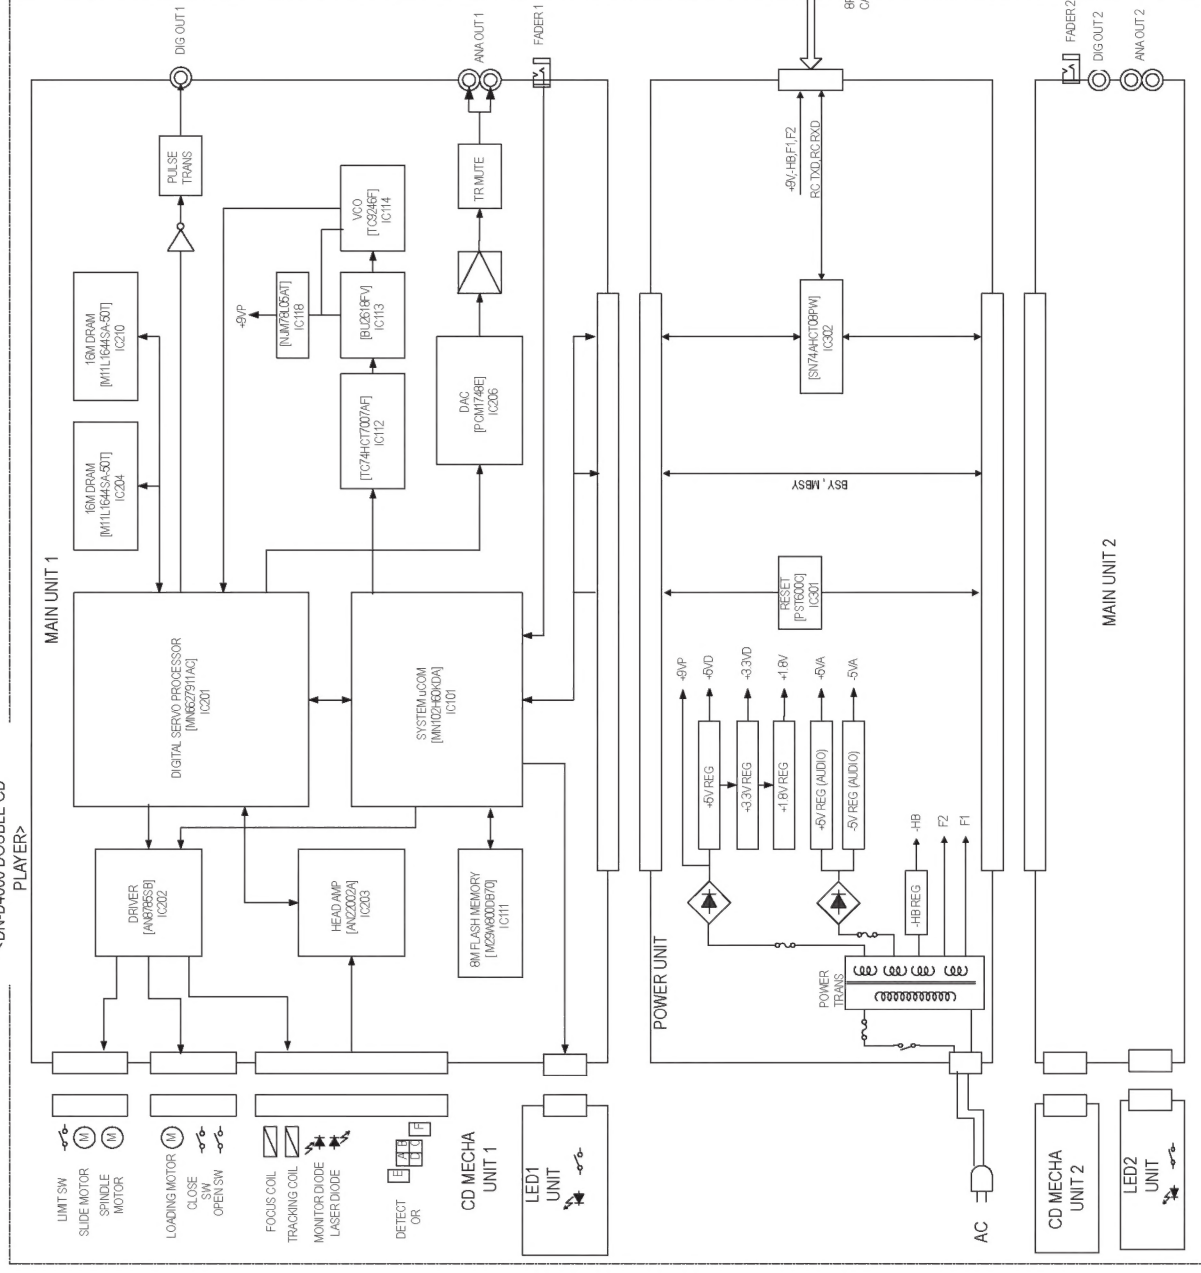 <DN-D4000 DOUBLE CD
PLAYER>
MAIN UNIT 1
DIG OUT 1
ANA OUT 1
FADER 1
PULSE
TRANS
16M DRAM
[M11L1644SA-50T]
IC210
16M DRAM
[M11L1644SA-50T]
IC204
+9VP
[NJM78L05AT]
IC118
VCO
[TC9246F]
IC114
[BU2618FV]
IC113
[TC74HCT7007AF]
IC112
TR MUTE
DAC
[PCM1748E]
IC206
DIGITAL SERVO PROCESSOR
[MN6627911AC]
IC201
SYSTEM uCOM
[MN102H60KDA]
IC101
DRIVER
[AN8785SB]
IC202
HEAD AMP
[AN22002A]
IC203
8M FLASH MEMORY
[M29W800DB70]
IC111
LIMIT SW
SLIDE MOTOR
M
SPINDLE
MOTOR
M
LOADING MOTOR
M
CLOSE
SW
OPEN SW
FOCUS COIL
TRACKING COIL
MONITOR DIODE
LASER DIODE
DETECT
OR
E
A B
D C
F
CD MECHA
UNIT 1
LED1
UNIT
POWER UNIT
+9V,-HB,F1,F2
RC TXD,RC RXD
[SN74AHCT08PW]
IC302
BSY , MBSY
RESET
[PST600C]
IC301
+9VP
+5VD
+3.3VD
+1.8V
+5VA
-5VA
+5V REG
+3.3V REG
+1.8V REG
+5V REG (AUDIO)
-5V REG (AUDIO)
-HB
F2
F1
-HB REG
POWER
TRANS
AC
FADER 2
DIG OUT 2
ANA OUT 2
MAIN UNIT 2
CD MECHA
UNIT 2
LED2
UNIT